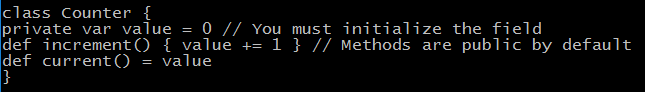 class Counter {
private var value = 0 // You must initialize the field
def increment() { value += 1 } // Methods are public by default
def current() = value
}